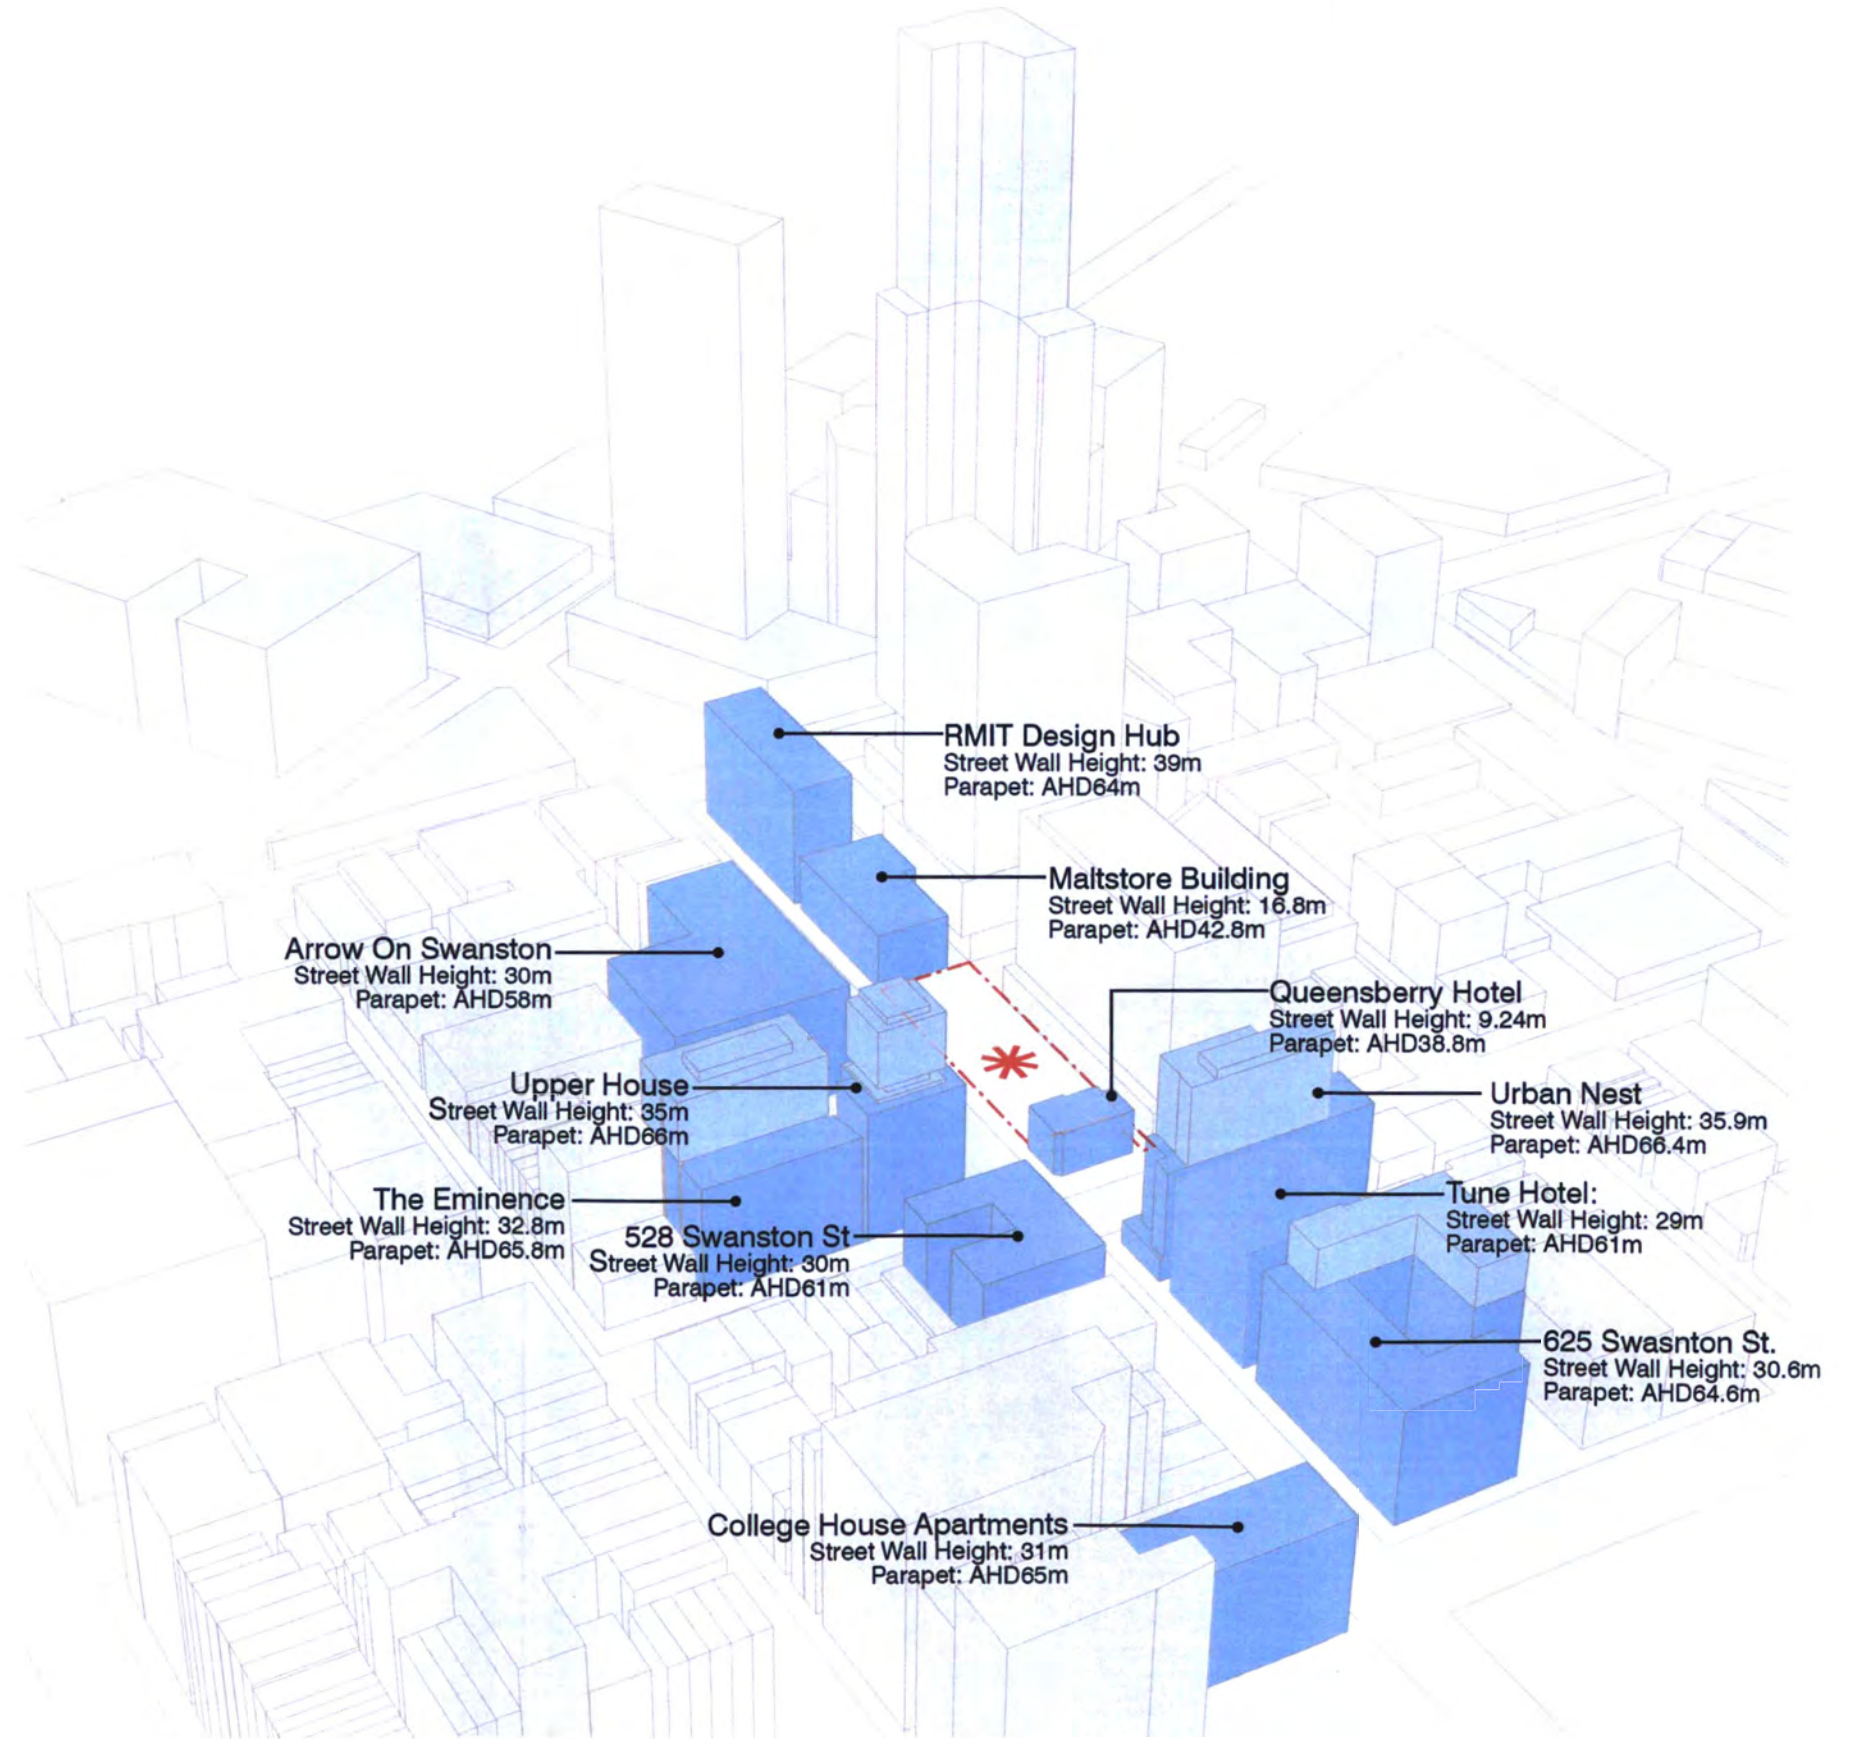 RMIT Design Hub
Street Wall Height: 39m
Parapet: AHD64m
Maltstore Building
Street Wall Height: 16.8m
Parapet: AHD42.8m
Arrow On Swanston
Street Wall Height: 30m
Parapet: AHD58m
Queensberry Hotel
Street Wall Height: 9.24m
Parapet: AHD38.8m
Upper House
Street Wall Height: 35m
Parapet: AHD66m
Urban Nest
Street Wall Height: 35.9m
Parapet: AHD66.4m
The Eminence
Street Wall Height: 32.8m
Parapet: AHD65.8m
Tune Hotel:
Street Wall Height: 29m
Parapet: AHD61m
528 Swanston St
Street Wall Height: 30m
Parapet: AHD61m
625 Swasnton St.
Street Wall Height: 30.6m
Parapet: AHD64.6m
College House Apartments
Street Wall Height: 31m
Parapet: AHD65m